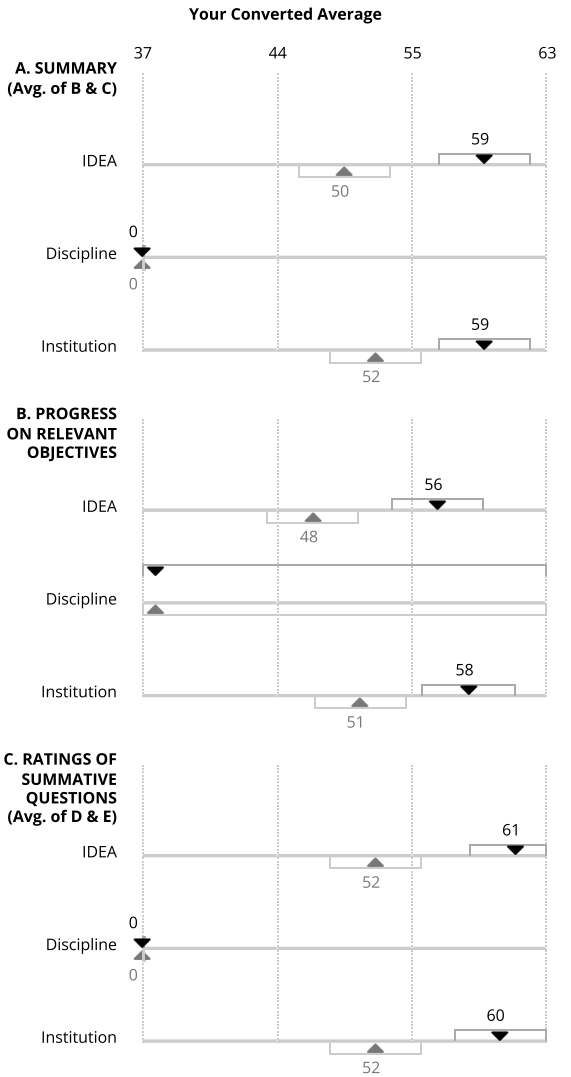 Your Converted Average
37 44 55 63
A. SUMMARY
(Avg. of B & C)
59
IDEA
50
0
Discipline
0
59
Institution
52
B. PROGRESS
ON RELEVANT
OBJECTIVES
56
IDEA
48
Discipline
58
Institution
51
C. RATINGS OF
SUMMATIVE
QUESTIONS
(Avg. of D & E)
61
IDEA
52
0
Discipline
0
60
Institution
52